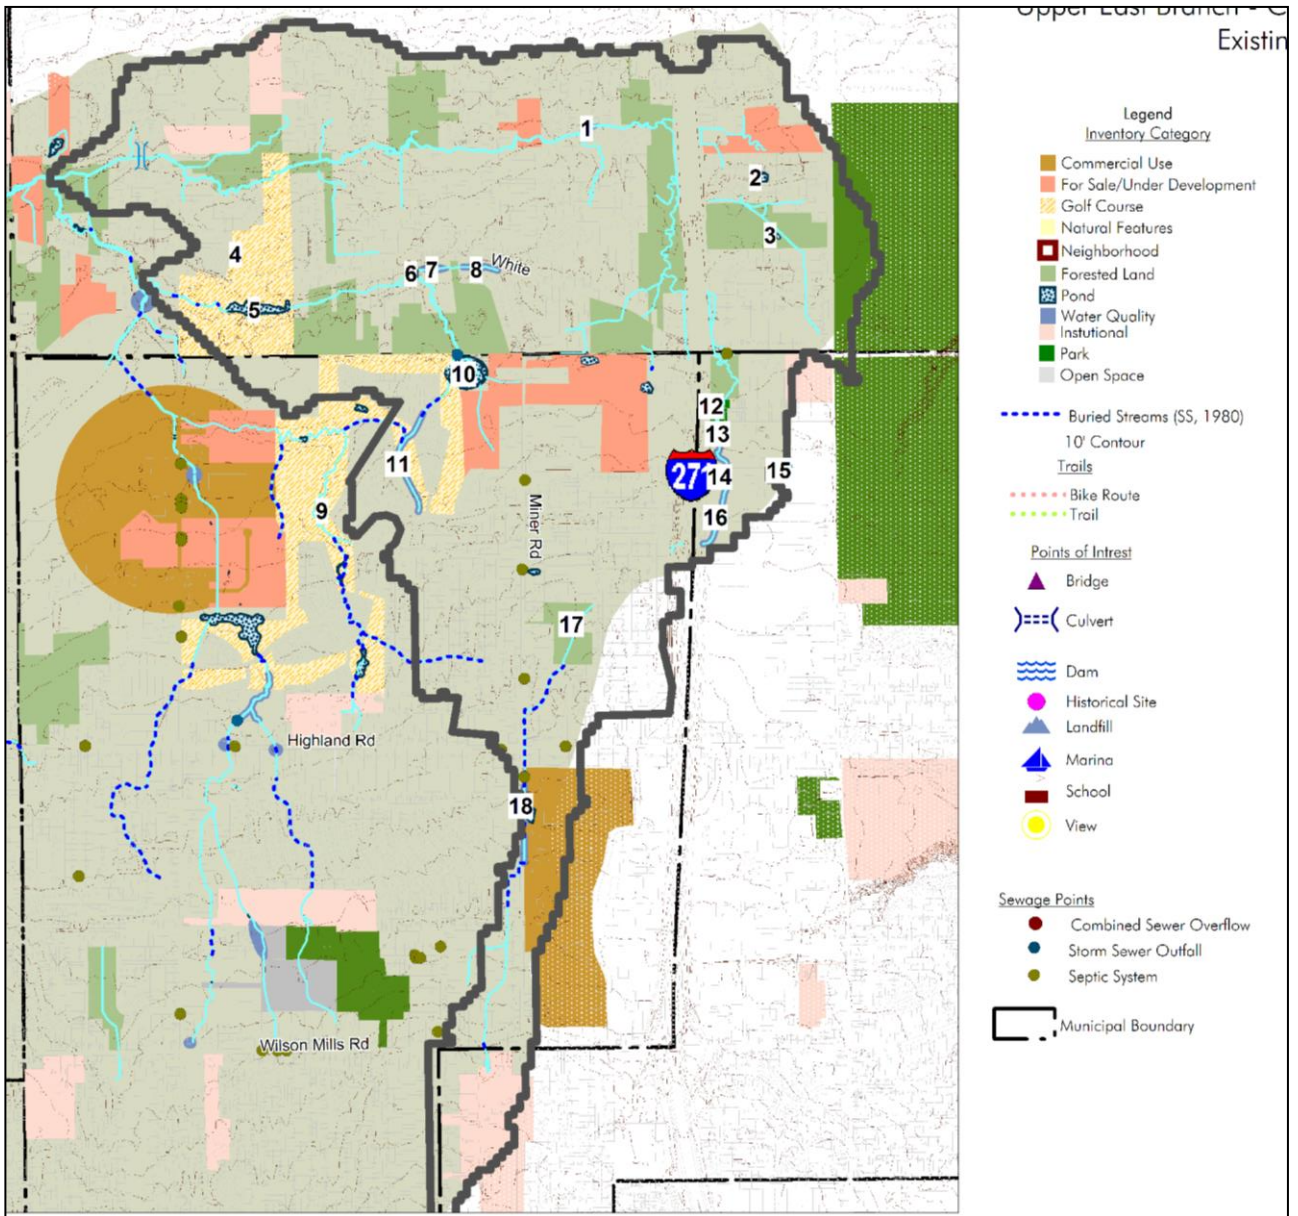 Upper East Branch - C
Existin
Legend
Inventory Category
Commercial Use
For Sale/Under Development
Golf Course
Natural Features
Neighborhood
Forested Land
Pond
Water Quality
Instutional
Park
Open Space
Buried Streams (SS, 1980)
10' Contour
Trails
Bike Route
Trail
Points of Intrest
Bridge
Culvert
Dam
Historical Site
Landfill
Marina
School
View
Sewage Points
Combined Sewer Overflow
Storm Sewer Outfall
Septic System
Municipal Boundary
1
2
3
4
5
6
7
8
White
10
12
13
11
271
14
15
9
16
Miner Rd
17
Highland Rd
18
Wilson Mills Rd